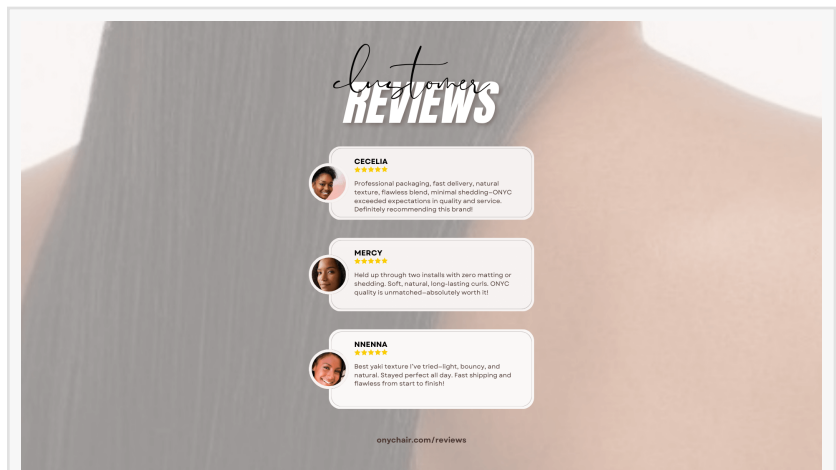 customer
REVIEWS
CECELIA
Professional packaging, fast delivery, natural
texture, flawless blend, minimal shedding—ONYC
exceeded expectations in quality and service.
Definitely recommending this brand!
MERCY
Held up through two installs with zero matting or
shedding. Soft, natural, long-lasting curls. ONYC
quality is unmatched—absolutely worth it!
NNENNA
Best yaki texture I've tried—light, bouncy, and
natural. Stayed perfect all day. Fast shipping and
flawless from start to finish!
onychair.com/reviews